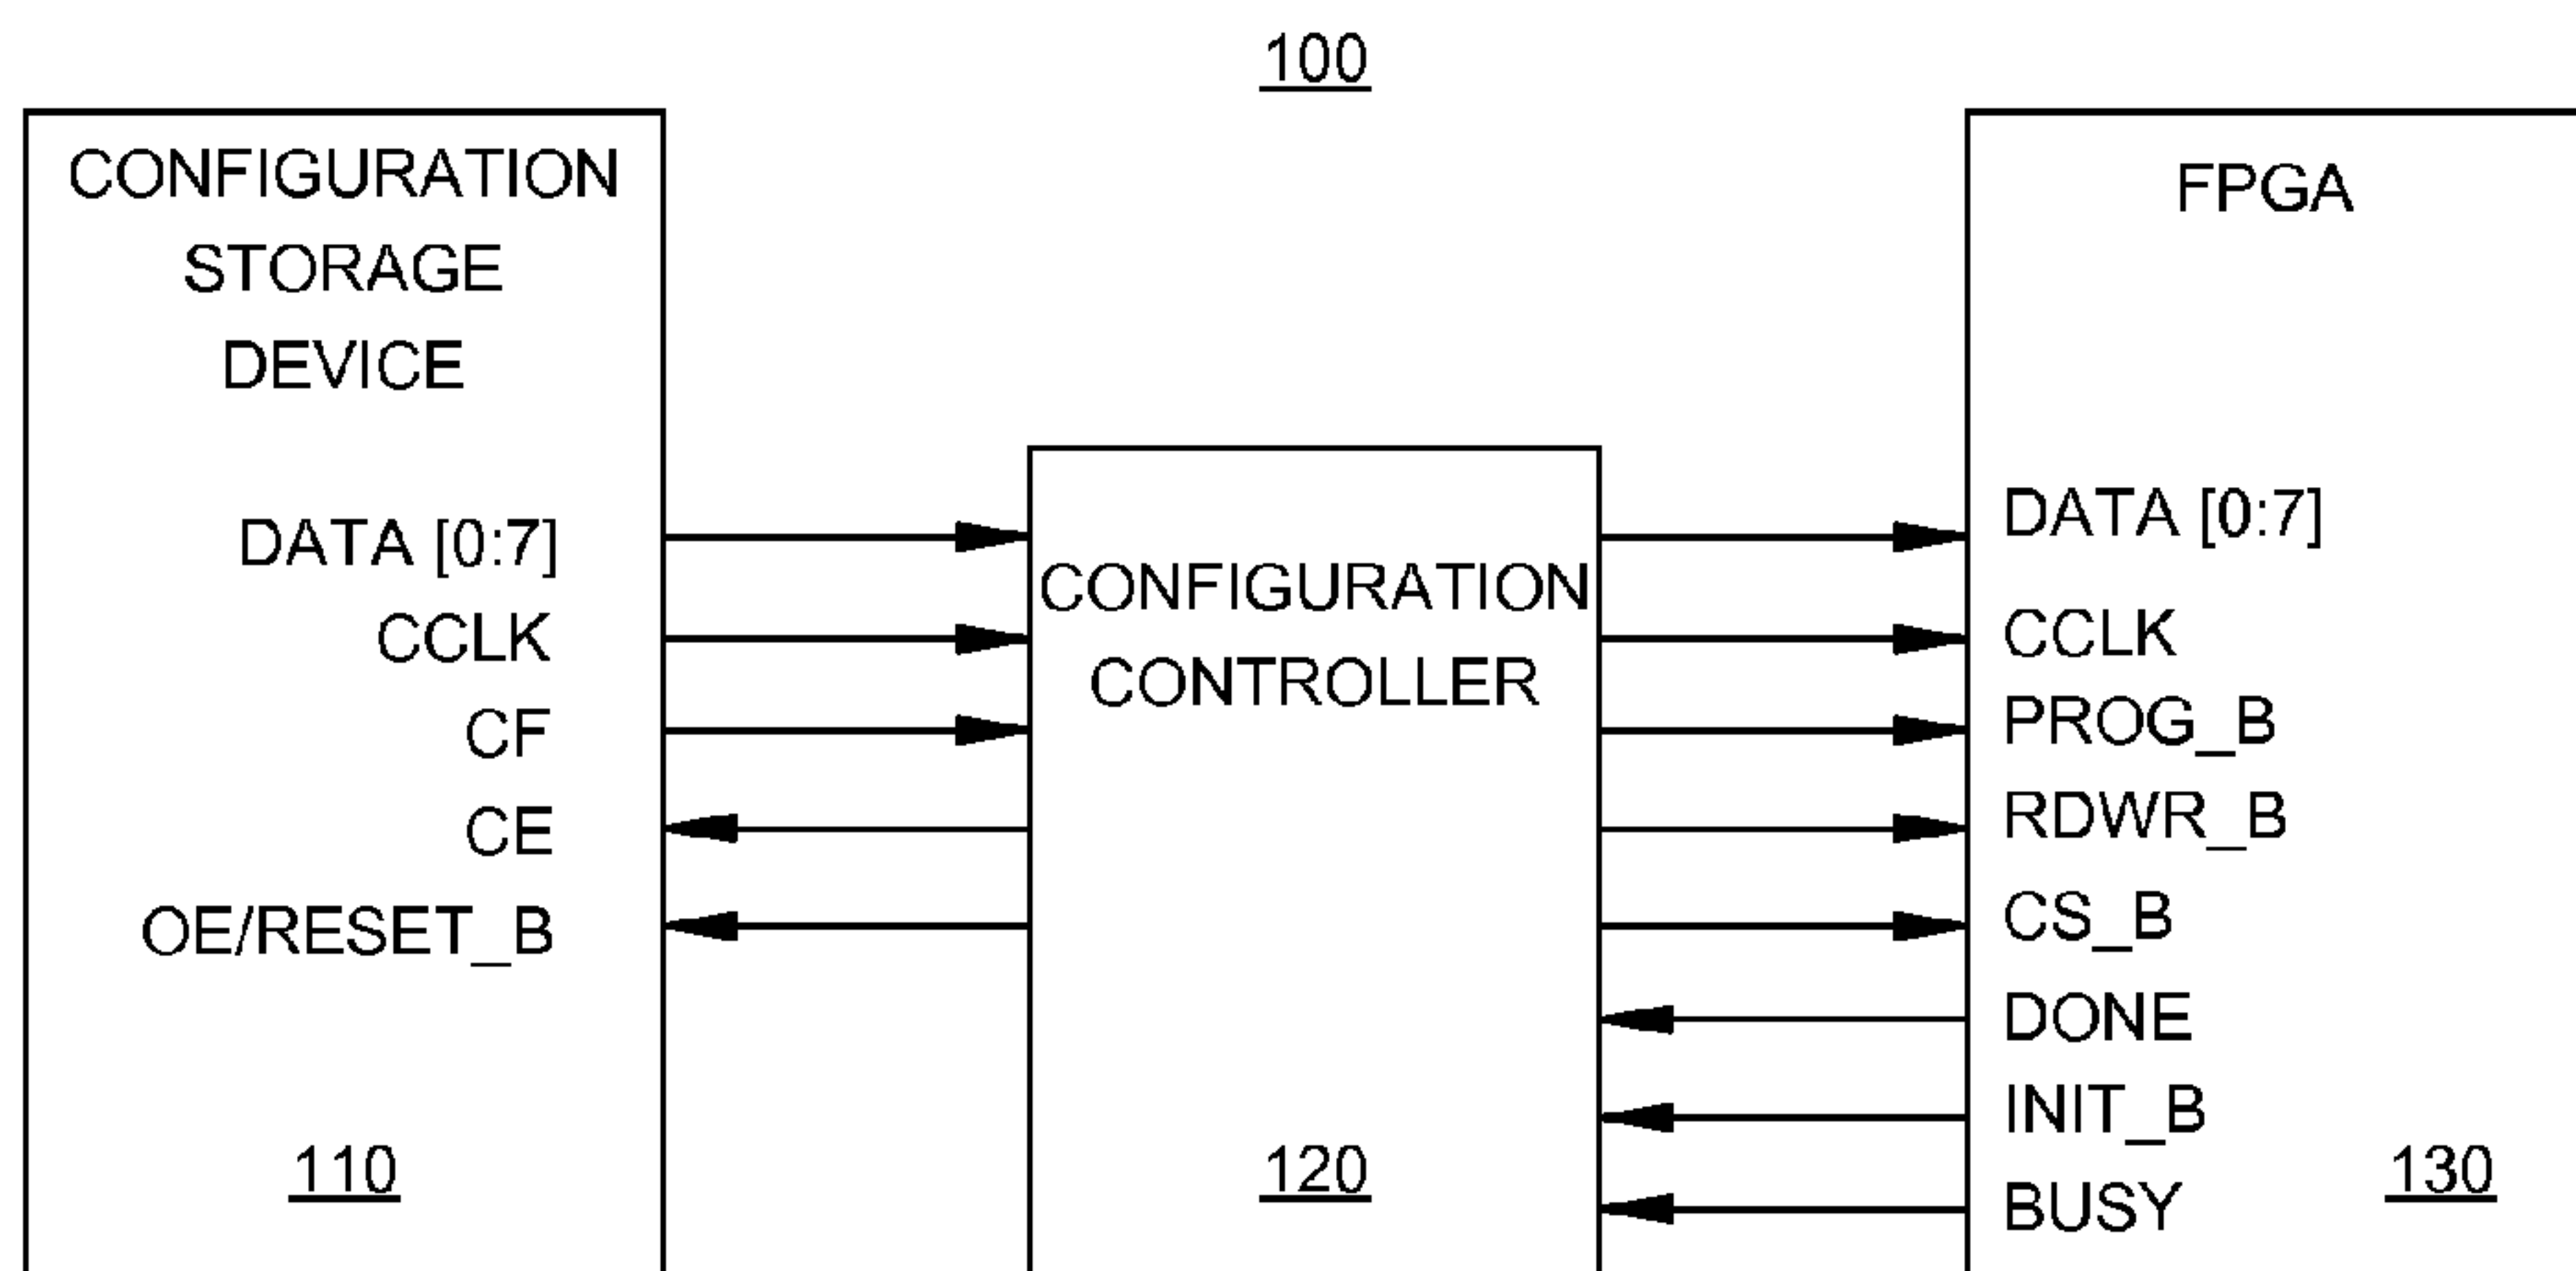 100
CONFIGURATION
STORAGE
DEVICE
DATA [0:7]
CCLK
CF
CE
OE/RESET_B
110
CONFIGURATION
CONTROLLER
120
FPGA
DATA [0:7]
CCLK
PROG_B
RDWR_B
CS_B
DONE
INIT_B
BUSY
130